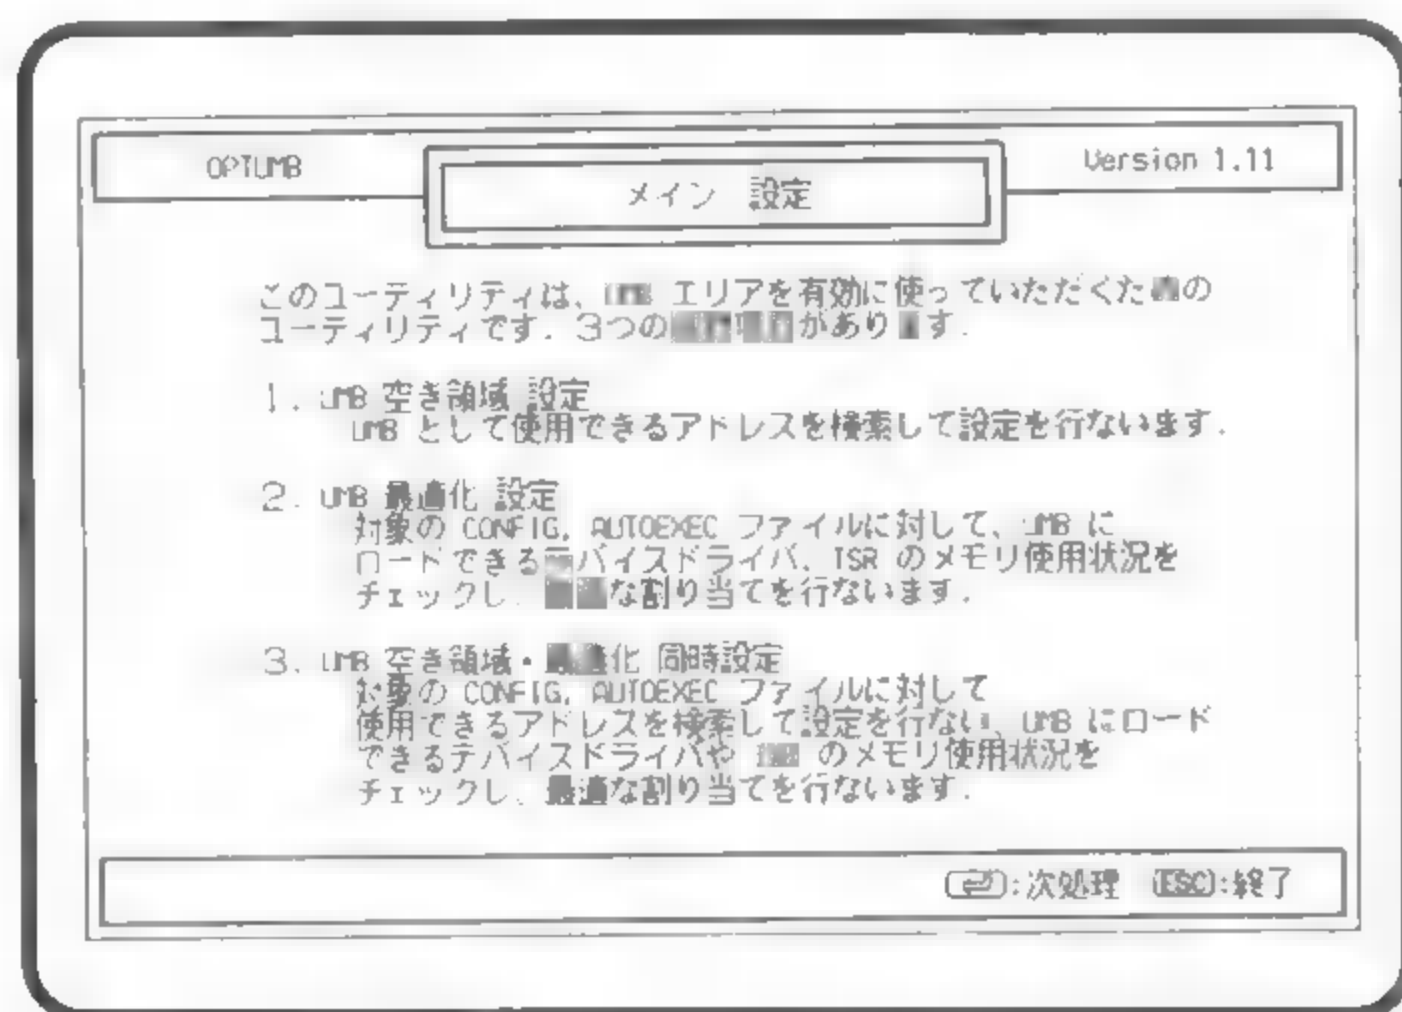 OPTUMB
メイン 設定
Version 1.11
このユーティリティは、UMB エリアを有効に使っていただくための
ユーティリティです. 3つのがあります.
1. UMB 空き領域 設定
UMB として使用できるアドレスを検索して設定を行ないます.
2. UMB 最適化 設定
対象の CONFIG, AUTOEXEC ファイルに対して、UMB に
ロードできるデバイスドライバ、TSR のメモリ使用状況を
チェックし、最適な割り当てを行ないます.
3. UMB 空き領域・最適化 同時設定
対象の CONFIG, AUTOEXEC ファイルに対して
使用できるアドレスを検索して設定を行ない、UMB にロード
できるデバイスドライバや TSR のメモリ使用状況を
チェックし、最適な割り当てを行ないます.
:次処理 ESC:終了